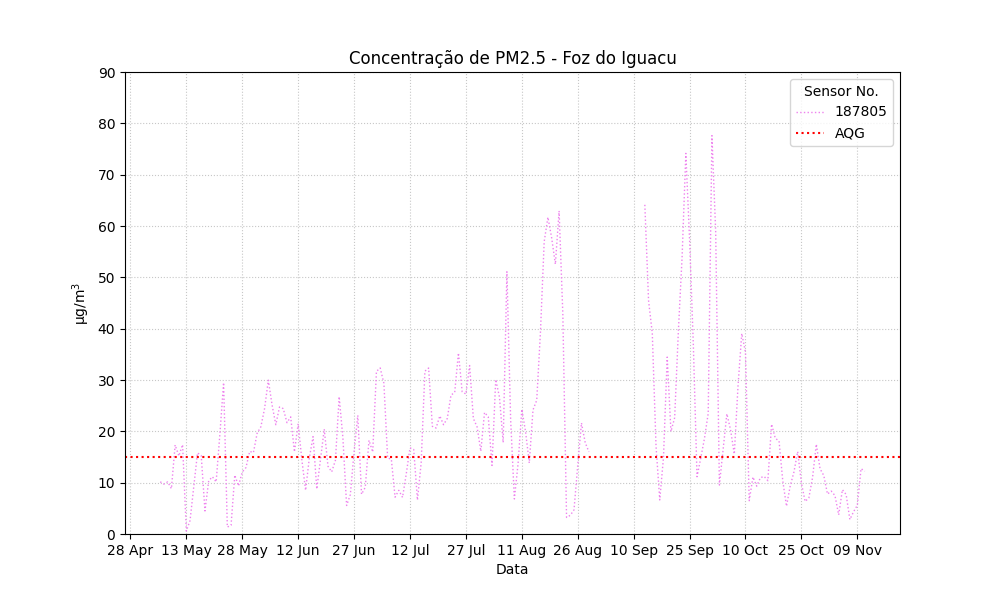 Concentração de PM2.5 - Foz do Iguacu
90
80
70
60
50
40
30
20
10
0
µg/m³
Sensor No.
187805
AQG
28 Apr 13 May 28 May 12 Jun 27 Jun 12 Jul 27 Jul 11 Aug 26 Aug 10 Sep 25 Sep 10 Oct 25 Oct 09 Nov
Data